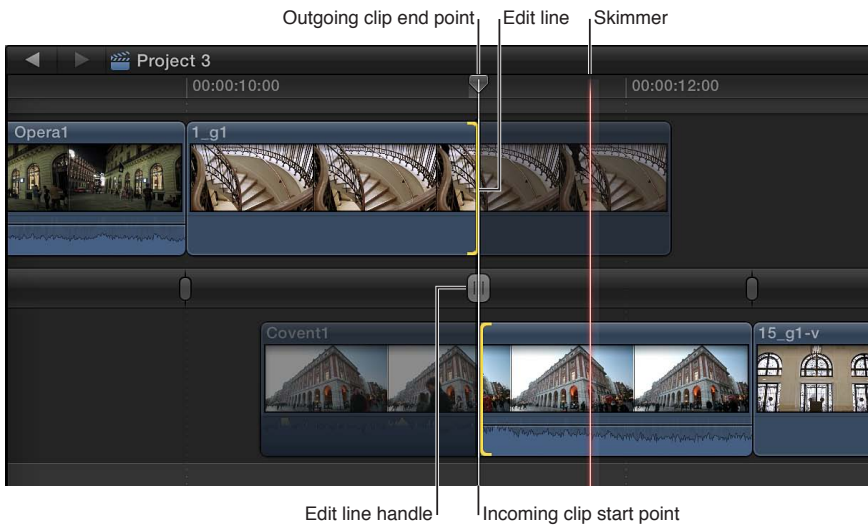 Outgoing clip end point
Edit line
Skimmer
Project 3
00:00:10:00
00:00:12:00
Opera1
1_g1
Covent1
15_g1-v
Edit line handle
Incoming clip start point